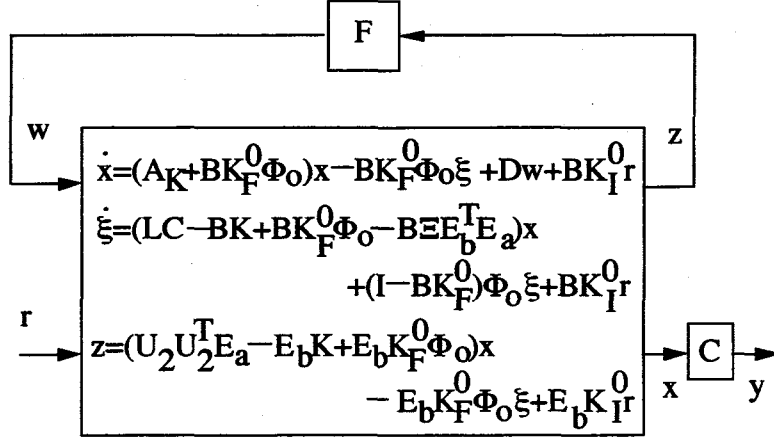 F
w
z
ẋ=(A_K+BK_F^0Φ_o)x−BK_F^0Φ_oξ +Dw+BK_I^0r
ξ̇=(LC−BK+BK_F^0Φ_o−BΞE_b^TE_a)x
+(I−BK_F^0)Φ_oξ+BK_I^0r
r
z=(U_2U_2^TE_a−E_bK+E_bK_F^0Φ_o)x
− E_bK_F^0Φ_oξ+E_bK_I^0r
C
x
y